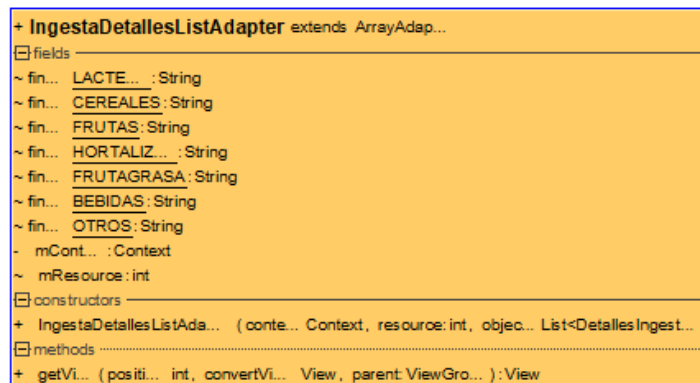 + IngestaDetallesListAdapter extends ArrayAdap...
fields
~ fin... LACTE... :String
~ fin... CEREALES:String
~ fin... FRUTAS:String
~ fin... HORTALIZ... :String
~ fin... FRUTAGRASA:String
~ fin... BEBIDAS:String
~ fin... OTROS:String
- mCont... :Context
~ mResource:int
constructors
+ IngestaDetallesListAda... (conte... Context, resource:int, objec... List<DetallesIngest...
methods
+ getVi... (positi... int, convertVi... View, parent:ViewGro... ):View